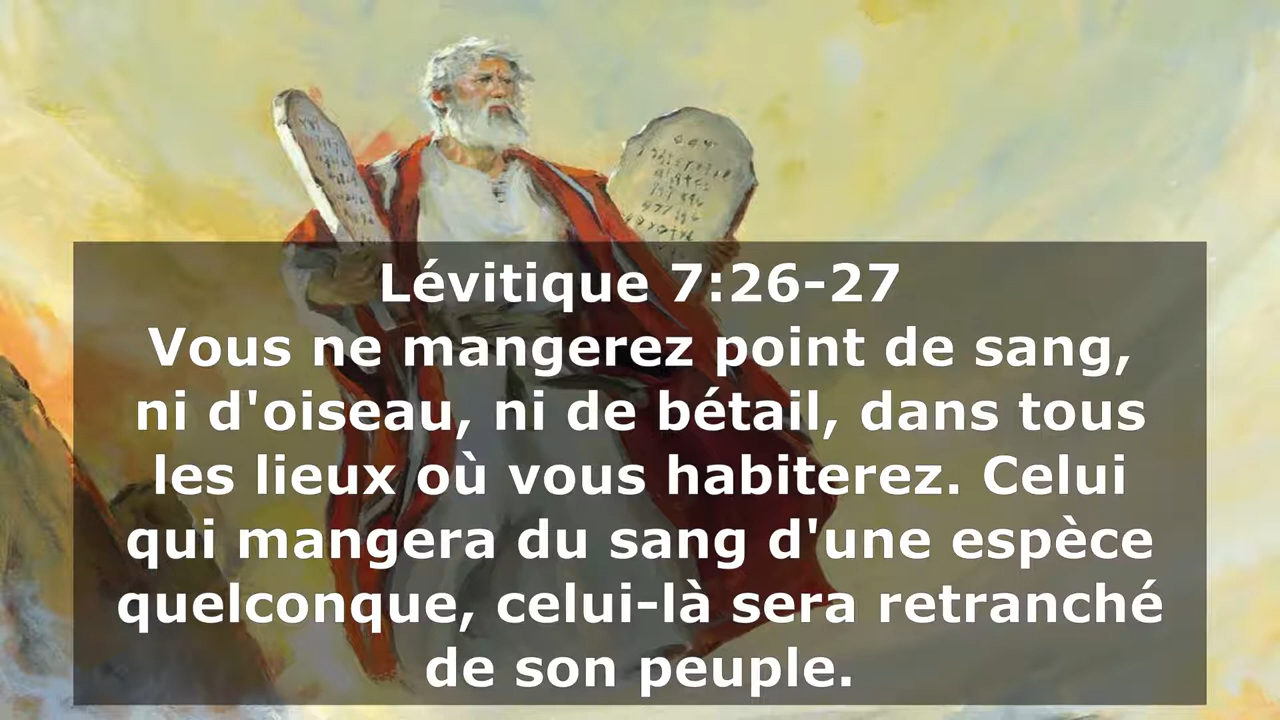 Lévitique 7:26-27
Vous ne mangerez point de sang,
ni d'oiseau, ni de bétail, dans tous
les lieux où vous habiterez. Celui
qui mangera du sang d'une espèce
quelconque, celui-là sera retranché
de son peuple.